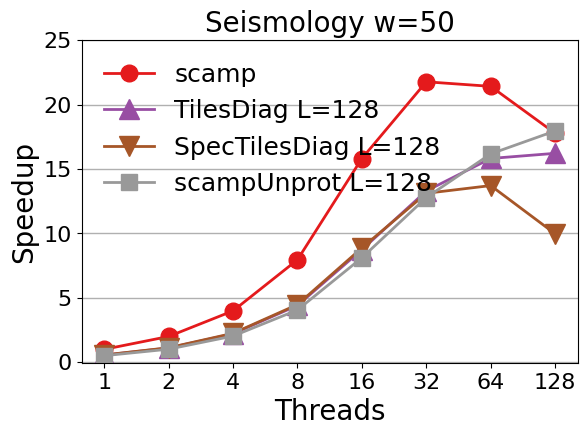 Seismology w=50
25
20
15
10
5
0
Speedup
scamp
TilesDiag L=128
SpecTilesDiag L=128
scampUnprot L=128
1 2 4 8 16 32 64 128
Threads